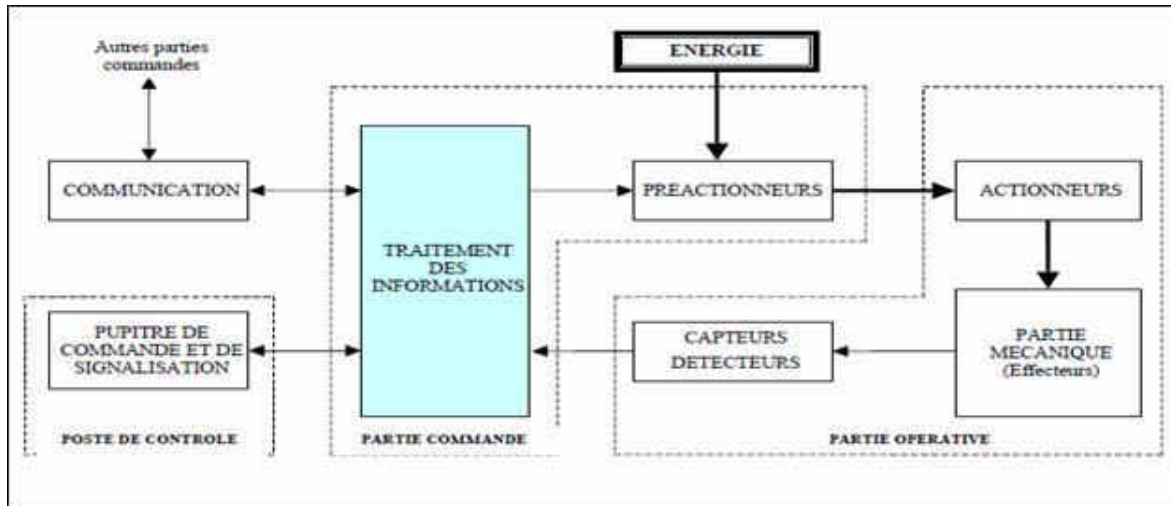 Autres parties
commandes
ENERGIE
COMMUNICATION
PREACTIONNEURS
ACTIONNEURS
TRAITEMENT
DES
INFORMATIONS
PUPITRE DE
COMMANDE ET DE
SIGNALISATION
CAPTEURS
DETECTEURS
PARTIE
MECANIQUE
(Effecteurs)
POSTE DE CONTROLE
PARTIE COMMANDE
PARTIE OPERATIVE